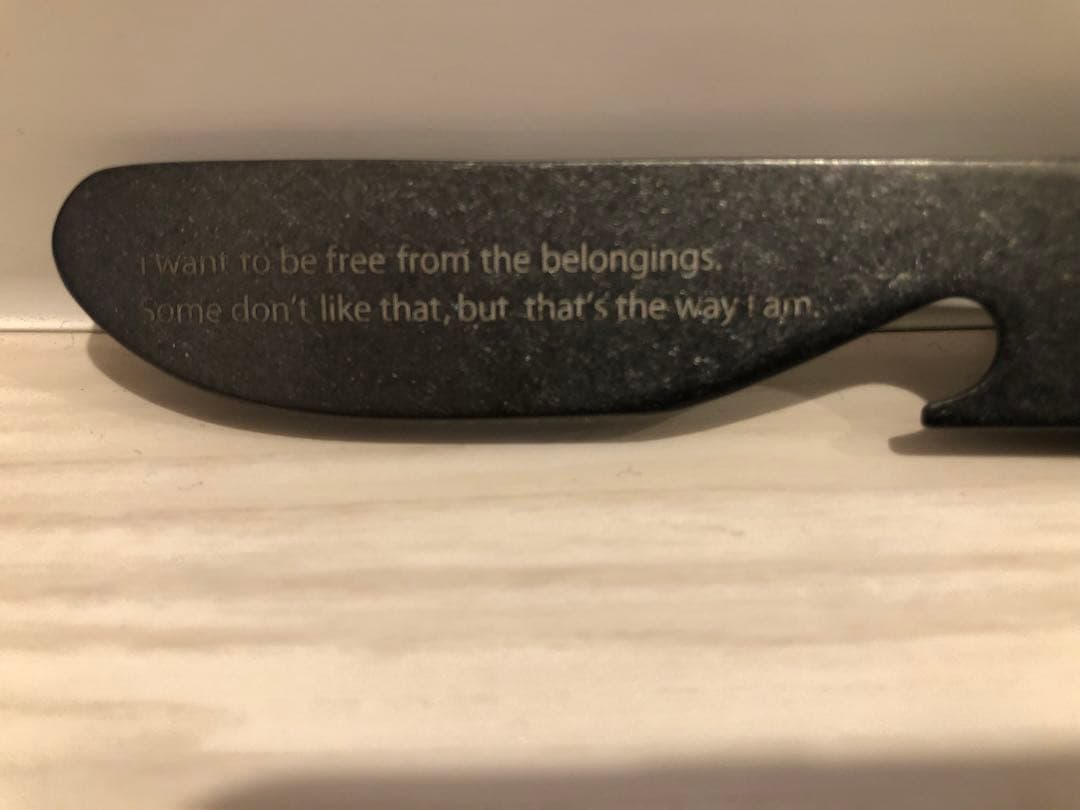 I want to be free from the belongings.
Some don't like that, but that's the way I am.